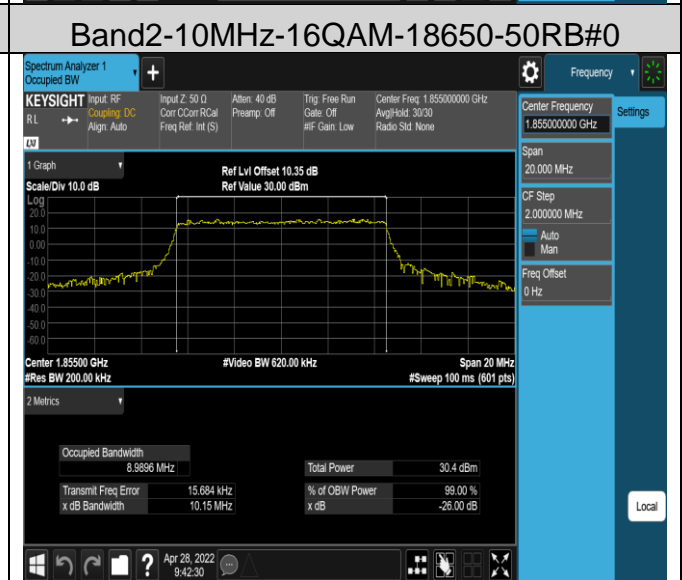 Band2-10MHz-16QAM-18650-50RB#0
Spectrum Analyzer 1
Occupied BW
Frequency
KEYSIGHT
R L
Input: RF
Coupling: DC
Align: Auto
Input Z: 50 Ω
Corr CCorr RCal
Freq Ref: Int (S)
Atten: 40 dB
Preamp: Off
Trig: Free Run
Gate: Off
#IF Gain: Low
Center Freq: 1.855000000 GHz
Avg|Hold: 30/30
Radio Std: None
LXI
Center Frequency
1.855000000 GHz
Settings
Span
20.000 MHz
CF Step
2.000000 MHz
Auto
Man
Freq Offset
0 Hz
1 Graph
Scale/Div 10.0 dB
Ref Lvl Offset 10.35 dB
Ref Value 30.00 dBm
Log
20.0
10.0
0.00
-10.0
-20.0
-30.0
-40.0
-50.0
-60.0
Center 1.85500 GHz
#Video BW 620.00 kHz
Span 20 MHz
#Res BW 200.00 kHz
#Sweep 100 ms (601 pts)
2 Metrics
Occupied Bandwidth
8.9896 MHz
Total Power 30.4 dBm
Transmit Freq Error 15.684 kHz
% of OBW Power 99.00 %
x dB Bandwidth 10.15 MHz
x dB -26.00 dB
Local
Apr 28, 2022
9:42:30